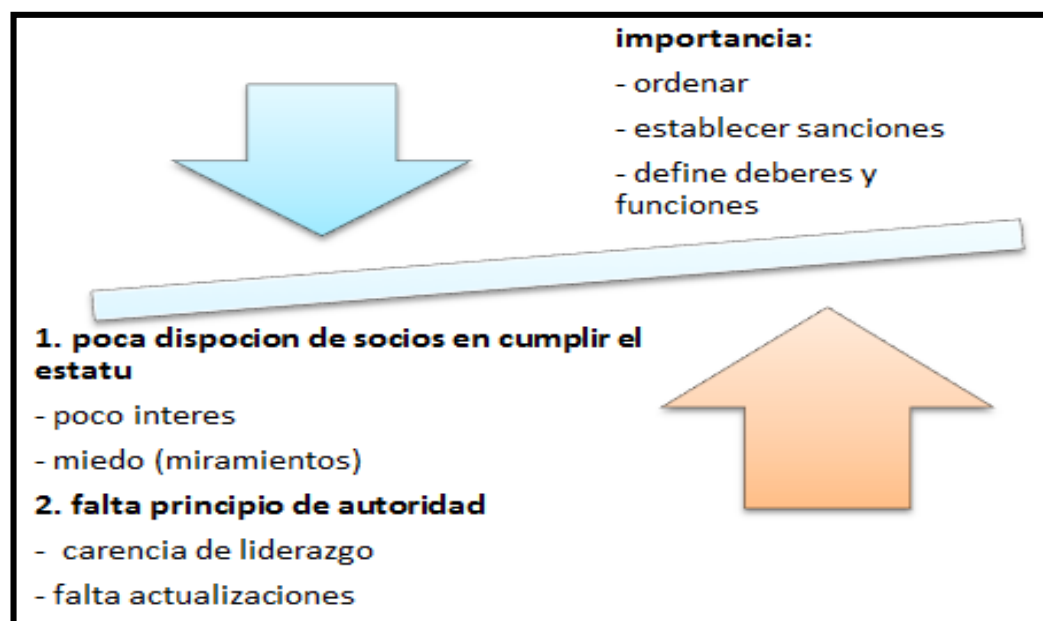 importancia:
- ordenar
- establecer sanciones
- define deberes y
funciones
1. poca dispocion de socios en cumplir el
estatu
- poco interes
- miedo (miramientos)
2. falta principio de autoridad
- carencia de liderazgo
- falta actualizaciones